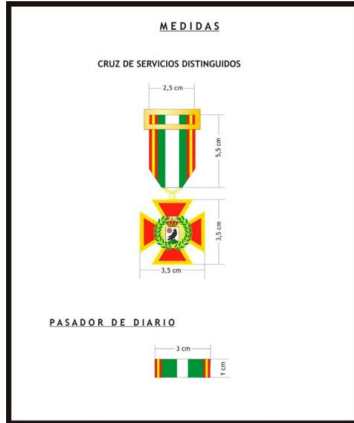 MEDIDAS
CRUZ DE SERVICIOS DISTINGUIDOS
2,5 cm
5,5 cm
3,5 cm
3,5 cm
PASADOR DE DIARIO
3 cm
1 cm